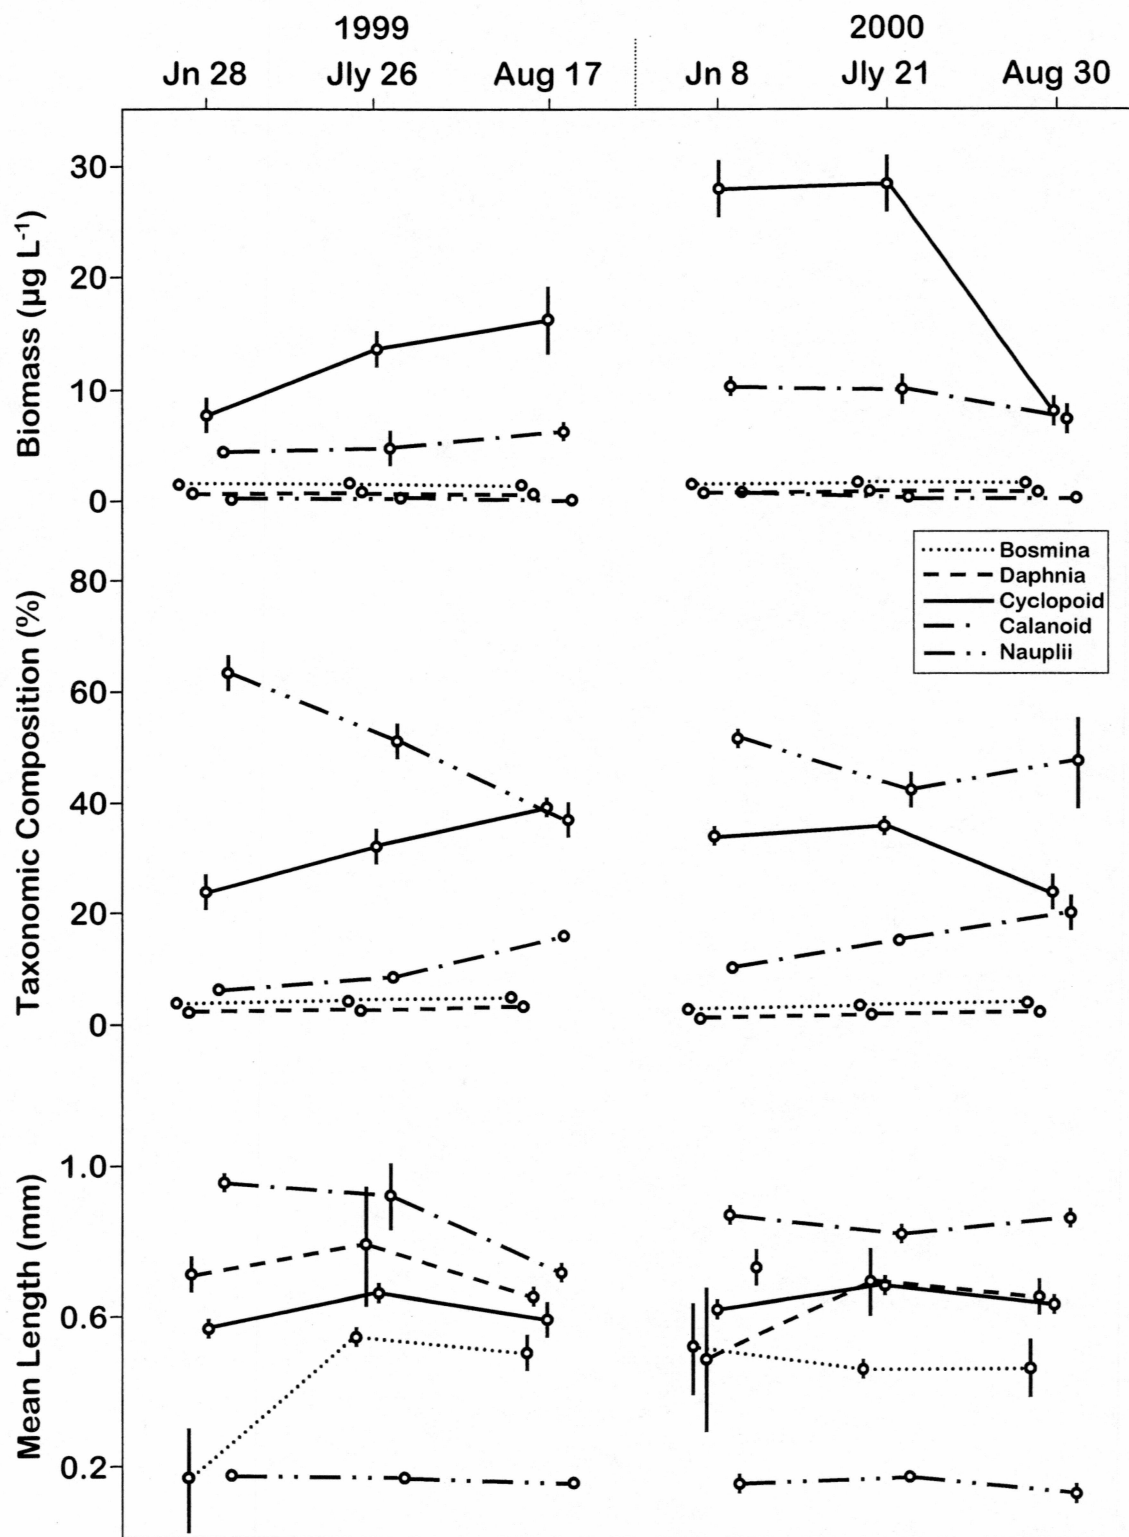 1999 2000
Jn 28 Jly 26 Aug 17 Jn 8 Jly 21 Aug 30
Biomass (µg L-1)
30
20
10
0
Bosmina
Daphnia
Cyclopoid
Calanoid
Nauplii
Taxonomic Composition (%)
80
60
40
20
0
Mean Length (mm)
1.0
0.6
0.2